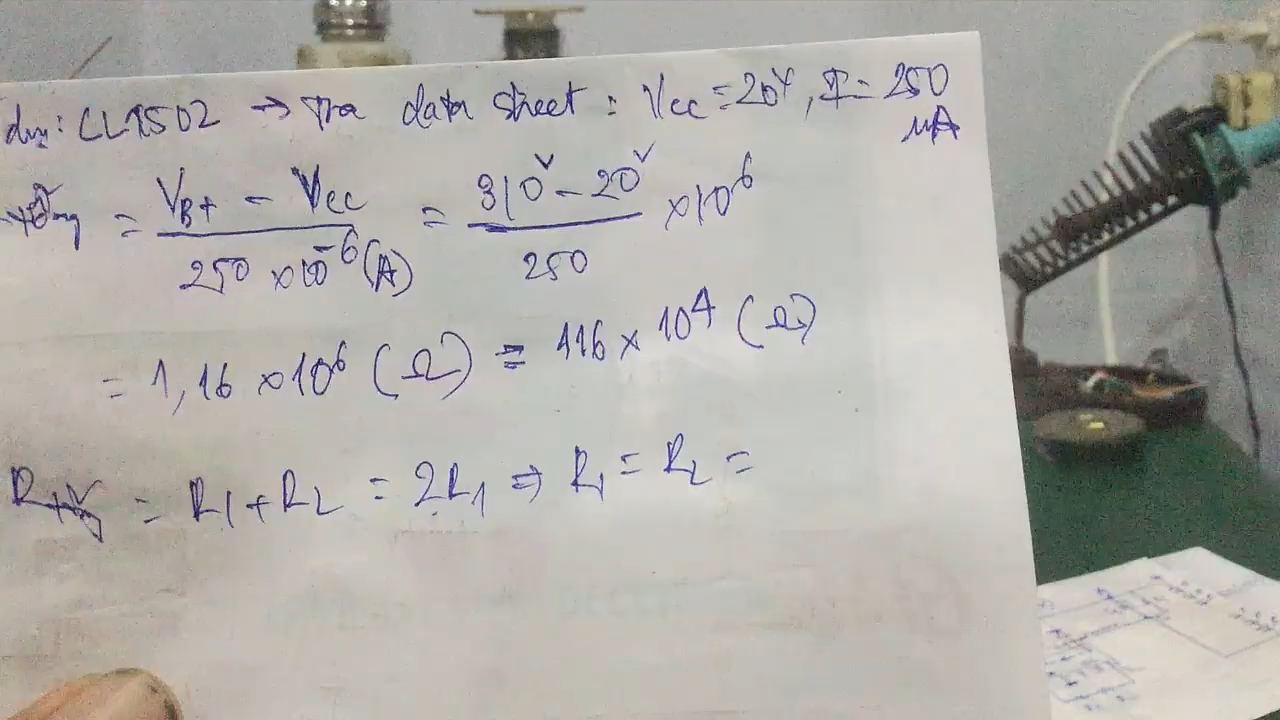 dụ: CL1502 → Tra data sheet: Vcc = 20V, I = 250
μA
= VB+ - Vcc / 250 × 10^-6 (A) = 310V - 20V / 250 × 10^6
= 1,16 × 10^6 (Ω) = 116 × 10^4 (Ω)
= R1 + R2 = 2R1 ⇒ R1 = R2 =